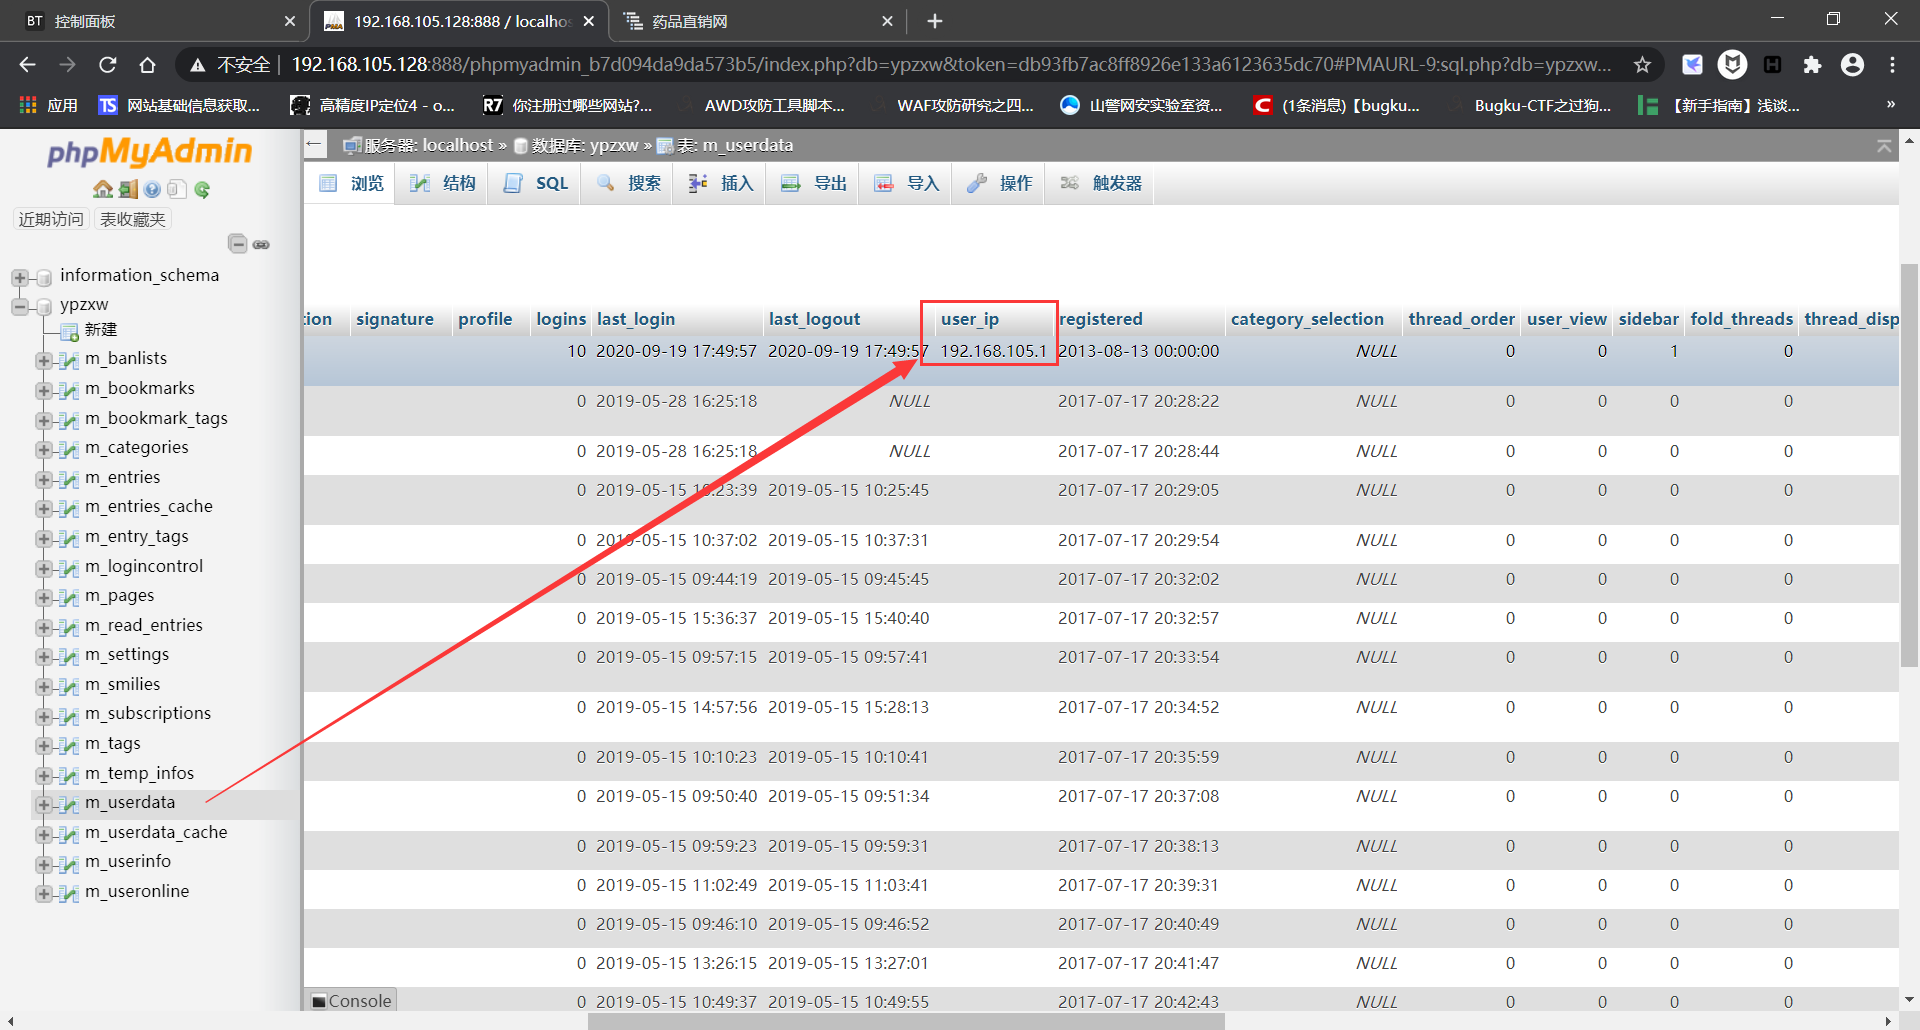 BT 控制面板
192.168.105.128:888 / localhos
药品直销网
不安全 | 192.168.105.128:888/phpmyadmin_b7d094da9da573b5/index.php?db=ypzxw&token=db93fb7ac8ff8926e133a6123635dc70#PMAURL-9:sql.php?db=ypzxw...
应用
TS 网站基础信息获取...
高精度IP定位4 - o...
R7 你注册过哪些网站?...
AWD攻防工具脚本...
WAF攻防研究之四...
山警网安实验室资...
C (1条消息)【bugku...
Bugku-CTF之过狗...
【新手指南】浅谈...
»
phpMyAdmin
近期访问 表收藏夹
information_schema
ypzxw
新建
m_banlists
m_bookmarks
m_bookmark_tags
m_categories
m_entries
m_entries_cache
m_entry_tags
m_logincontrol
m_pages
m_read_entries
m_settings
m_smilies
m_subscriptions
m_tags
m_temp_infos
m_userdata
m_userdata_cache
m_userinfo
m_useronline
服务器: localhost » 数据库: ypzxw » 表: m_userdata
浏览 结构 SQL 搜索 插入 导出 导入 操作 触发器
tion signature profile logins last_login last_logout user_ip registered category_selection thread_order user_view sidebar fold_threads thread_disp
10 2020-09-19 17:49:57 2020-09-19 17:49:57 192.168.105.1 2013-08-13 00:00:00 NULL 0 0 1 0
0 2019-05-28 16:25:18 NULL 2017-07-17 20:28:22 NULL 0 0 0 0
0 2019-05-28 16:25:18 NULL 2017-07-17 20:28:44 NULL 0 0 0 0
0 2019-05-15 10:23:39 2019-05-15 10:25:45 2017-07-17 20:29:05 NULL 0 0 0 0
0 2019-05-15 10:37:02 2019-05-15 10:37:31 2017-07-17 20:29:54 NULL 0 0 0 0
0 2019-05-15 09:44:19 2019-05-15 09:45:45 2017-07-17 20:32:02 NULL 0 0 0 0
0 2019-05-15 15:36:37 2019-05-15 15:40:40 2017-07-17 20:32:57 NULL 0 0 0 0
0 2019-05-15 09:57:15 2019-05-15 09:57:41 2017-07-17 20:33:54 NULL 0 0 0 0
0 2019-05-15 14:57:56 2019-05-15 15:28:13 2017-07-17 20:34:52 NULL 0 0 0 0
0 2019-05-15 10:10:23 2019-05-15 10:10:41 2017-07-17 20:35:59 NULL 0 0 0 0
0 2019-05-15 09:50:40 2019-05-15 09:51:34 2017-07-17 20:37:08 NULL 0 0 0 0
0 2019-05-15 09:59:23 2019-05-15 09:59:31 2017-07-17 20:38:13 NULL 0 0 0 0
0 2019-05-15 11:02:49 2019-05-15 11:03:41 2017-07-17 20:39:31 NULL 0 0 0 0
0 2019-05-15 09:46:10 2019-05-15 09:46:52 2017-07-17 20:40:49 NULL 0 0 0 0
0 2019-05-15 13:26:15 2019-05-15 13:27:01 2017-07-17 20:41:47 NULL 0 0 0 0
0 2019-05-15 10:49:37 2019-05-15 10:49:55 2017-07-17 20:42:43 NULL 0 0 0 0
Console